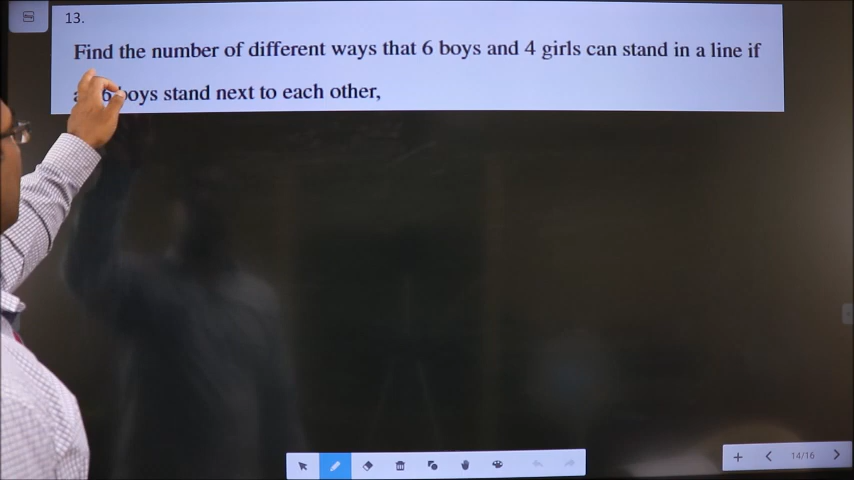 13.
Find the number of different ways that 6 boys and 4 girls can stand in a line if
6 boys stand next to each other,
14/16